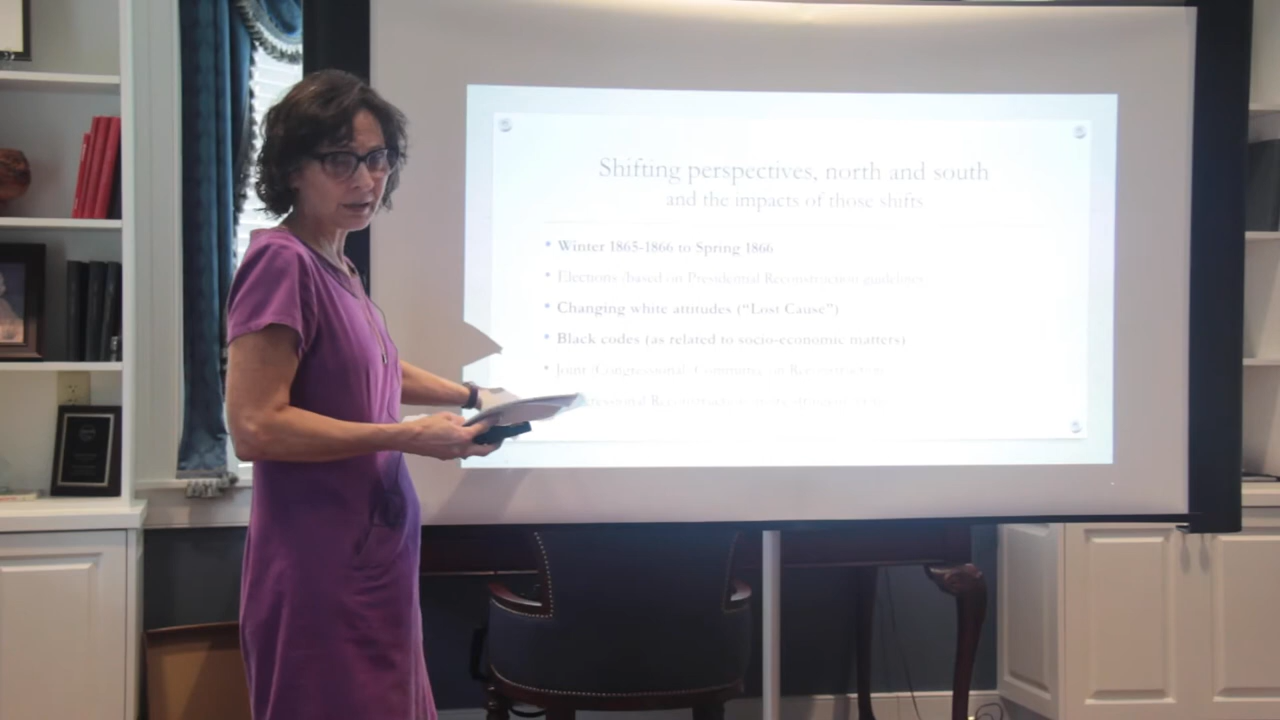 Shifting perspectives, north and south
and the impacts of those shifts
• Winter 1865-1866 to Spring 1866
• Elections (based on Presidential Reconstruction guidelines)
• Changing white attitudes (“Lost Cause”)
• Black codes (as related to socio-economic matters)
• Joint (Congressional) Committee on Reconstruction
Reconstruction